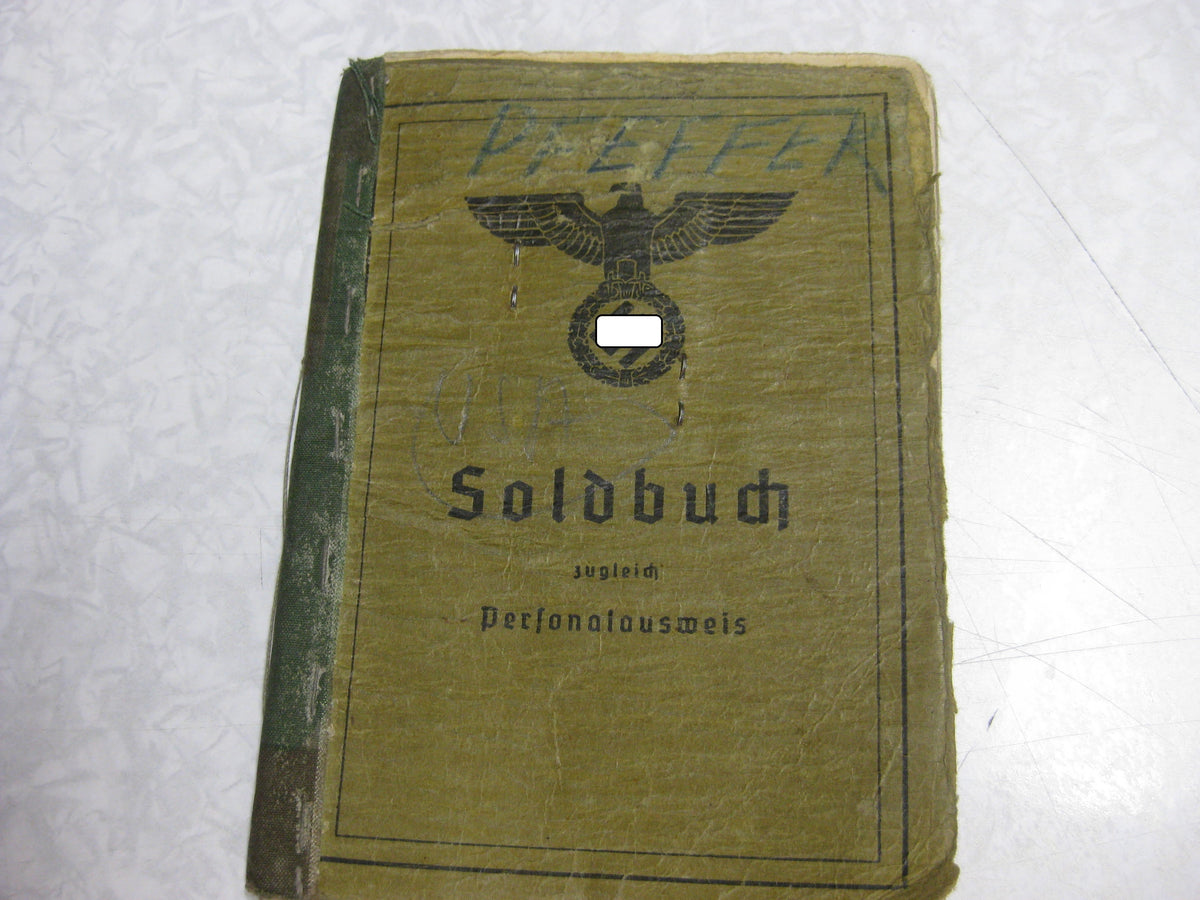 PFEFFER
Soldbuch
zugleich
Personalausweis